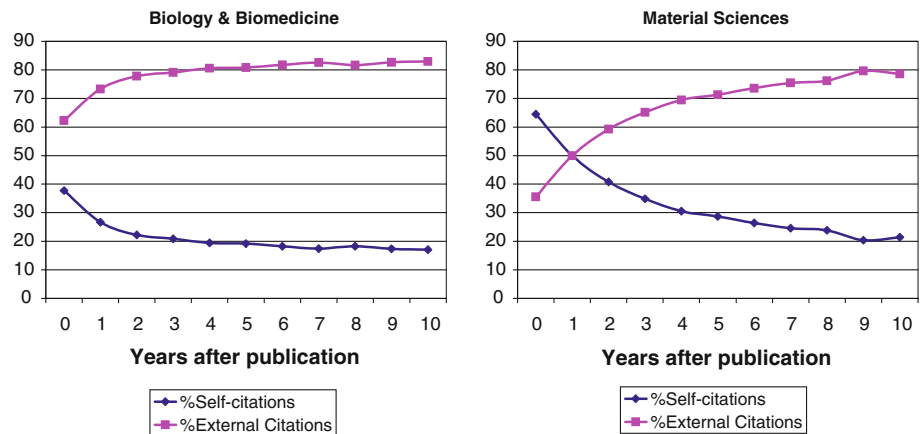 Biology & Biomedicine
90
80
70
60
50
40
30
20
10
0
0 1 2 3 4 5 6 7 8 9 10
Years after publication
%Self-citations
%External Citations
Material Sciences
90
80
70
60
50
40
30
20
10
0
0 1 2 3 4 5 6 7 8 9 10
Years after publication
%Self-citations
%External Citations